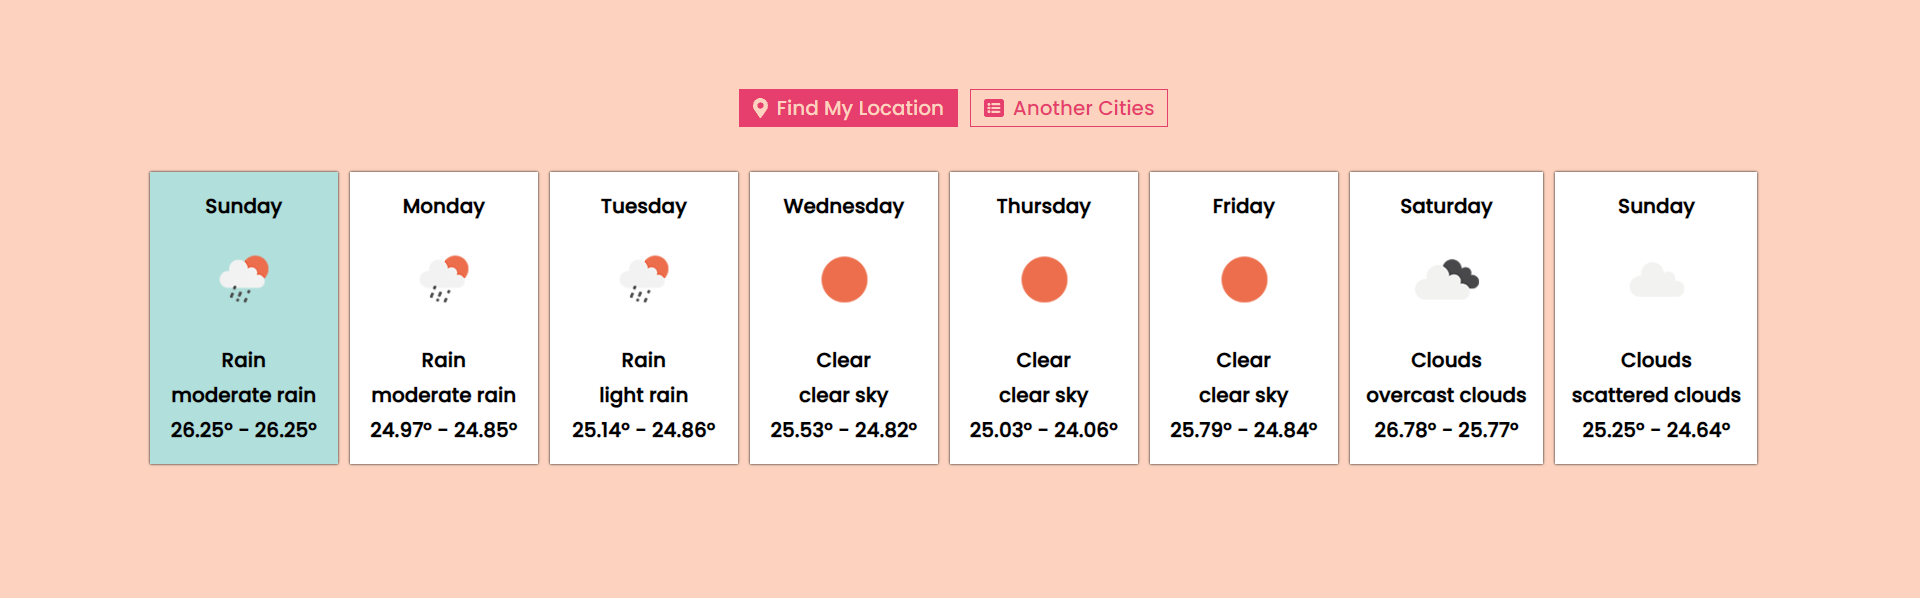 Find My Location
Another Cities
Sunday
Rain
moderate rain
26.25° - 26.25°
Monday
Rain
moderate rain
24.97° - 24.85°
Tuesday
Rain
light rain
25.14° - 24.86°
Wednesday
Clear
clear sky
25.53° - 24.82°
Thursday
Clear
clear sky
25.03° - 24.06°
Friday
Clear
clear sky
25.79° - 24.84°
Saturday
Clouds
overcast clouds
26.78° - 25.77°
Sunday
Clouds
scattered clouds
25.25° - 24.64°